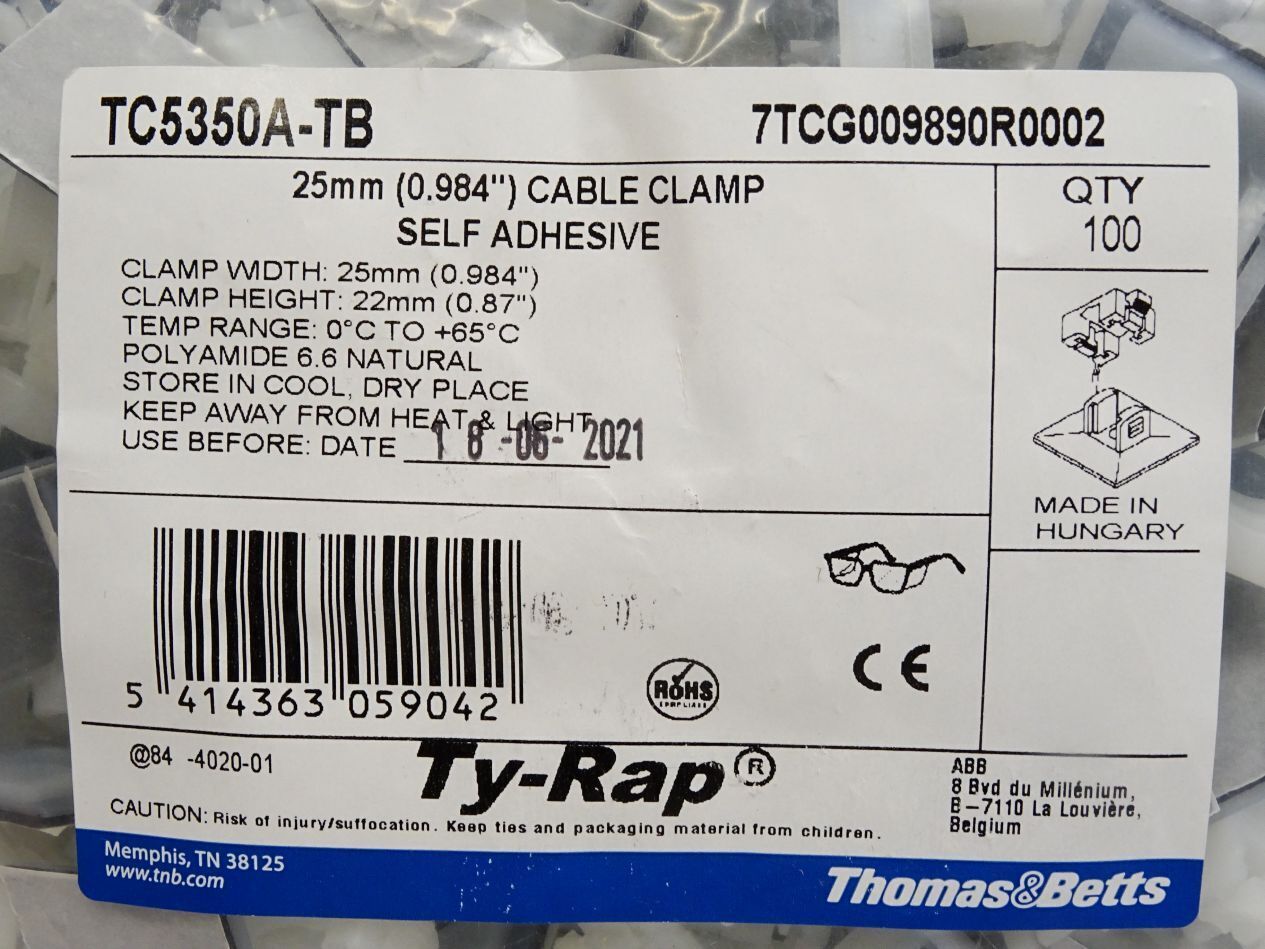 TC5350A-TB 7TCG009890R0002
25mm (0.984") CABLE CLAMP
SELF ADHESIVE
QTY
100
CLAMP WIDTH: 25mm (0.984")
CLAMP HEIGHT: 22mm (0.87")
TEMP RANGE: 0°C TO +65°C
POLYAMIDE 6.6 NATURAL
STORE IN COOL, DRY PLACE
KEEP AWAY FROM HEAT & LIGHT
USE BEFORE: DATE 18-06-2021
MADE IN
HUNGARY
5 414363 059042
RoHS
COMPLIANT
CE
@84 -4020-01
Ty-Rap®
ABB
8 Bvd du Millénium,
B-7110 La Louvière,
Belgium
CAUTION: Risk of injury/suffocation. Keep ties and packaging material from children.
Memphis, TN 38125
www.tnb.com
Thomas&Betts